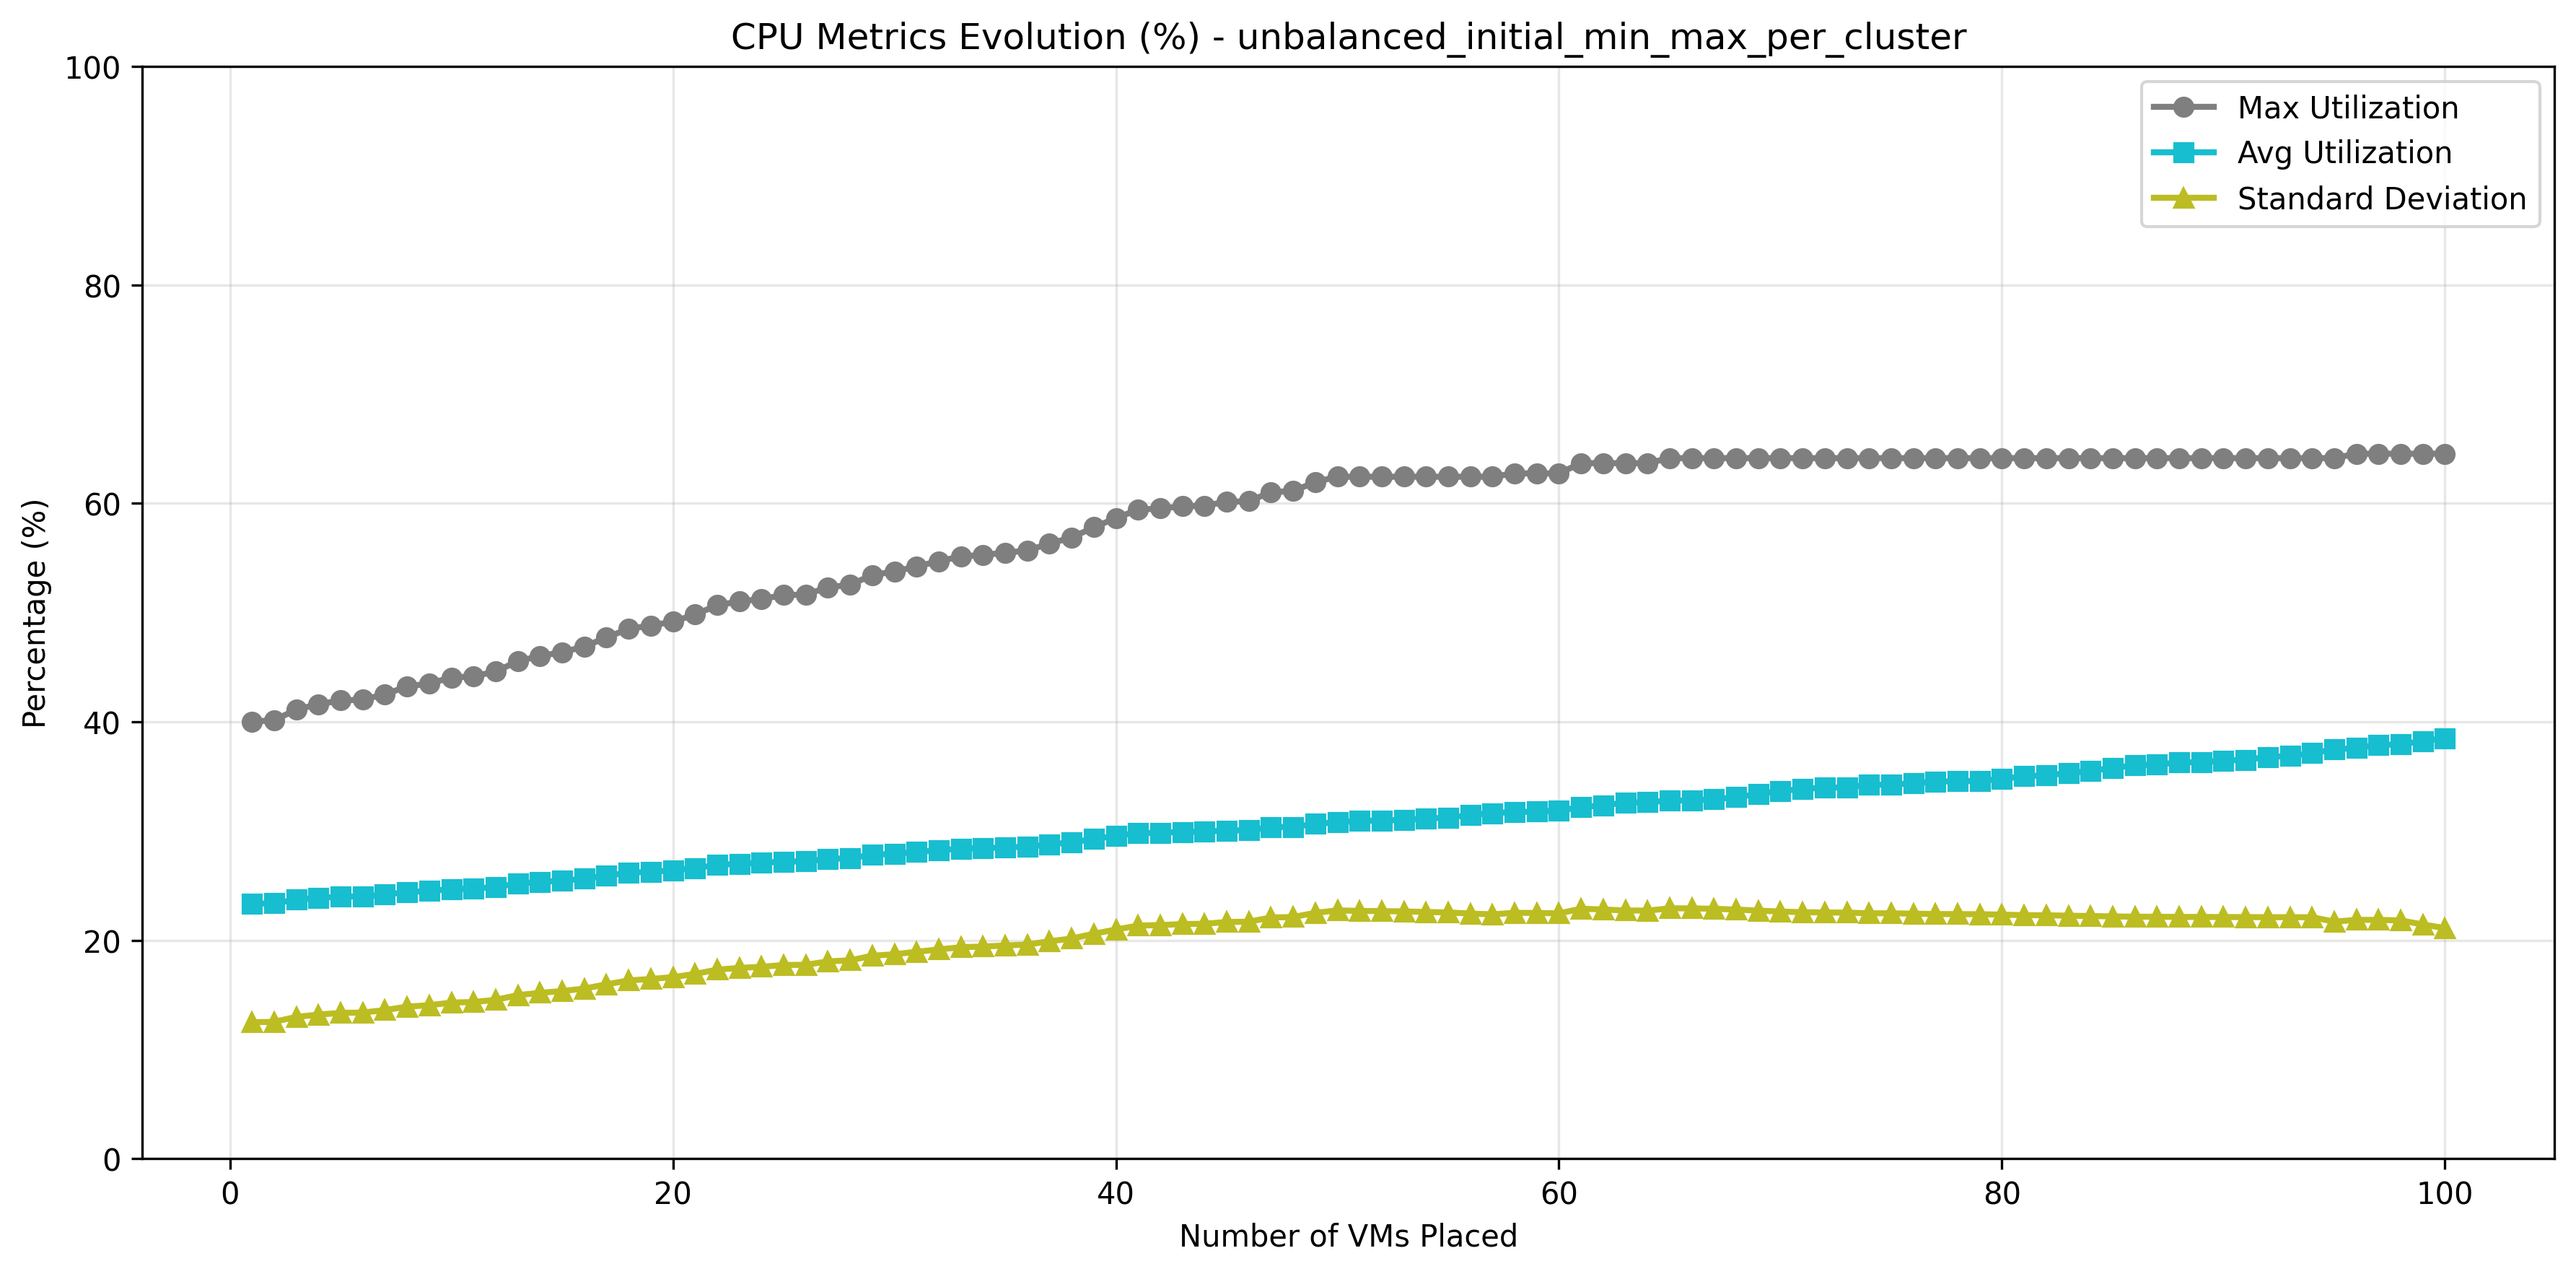 CPU Metrics Evolution (%) - unbalanced_initial_min_max_per_cluster
100
80
60
40
20
0
Percentage (%)
Max Utilization
Avg Utilization
Standard Deviation
0 20 40 60 80 100
Number of VMs Placed